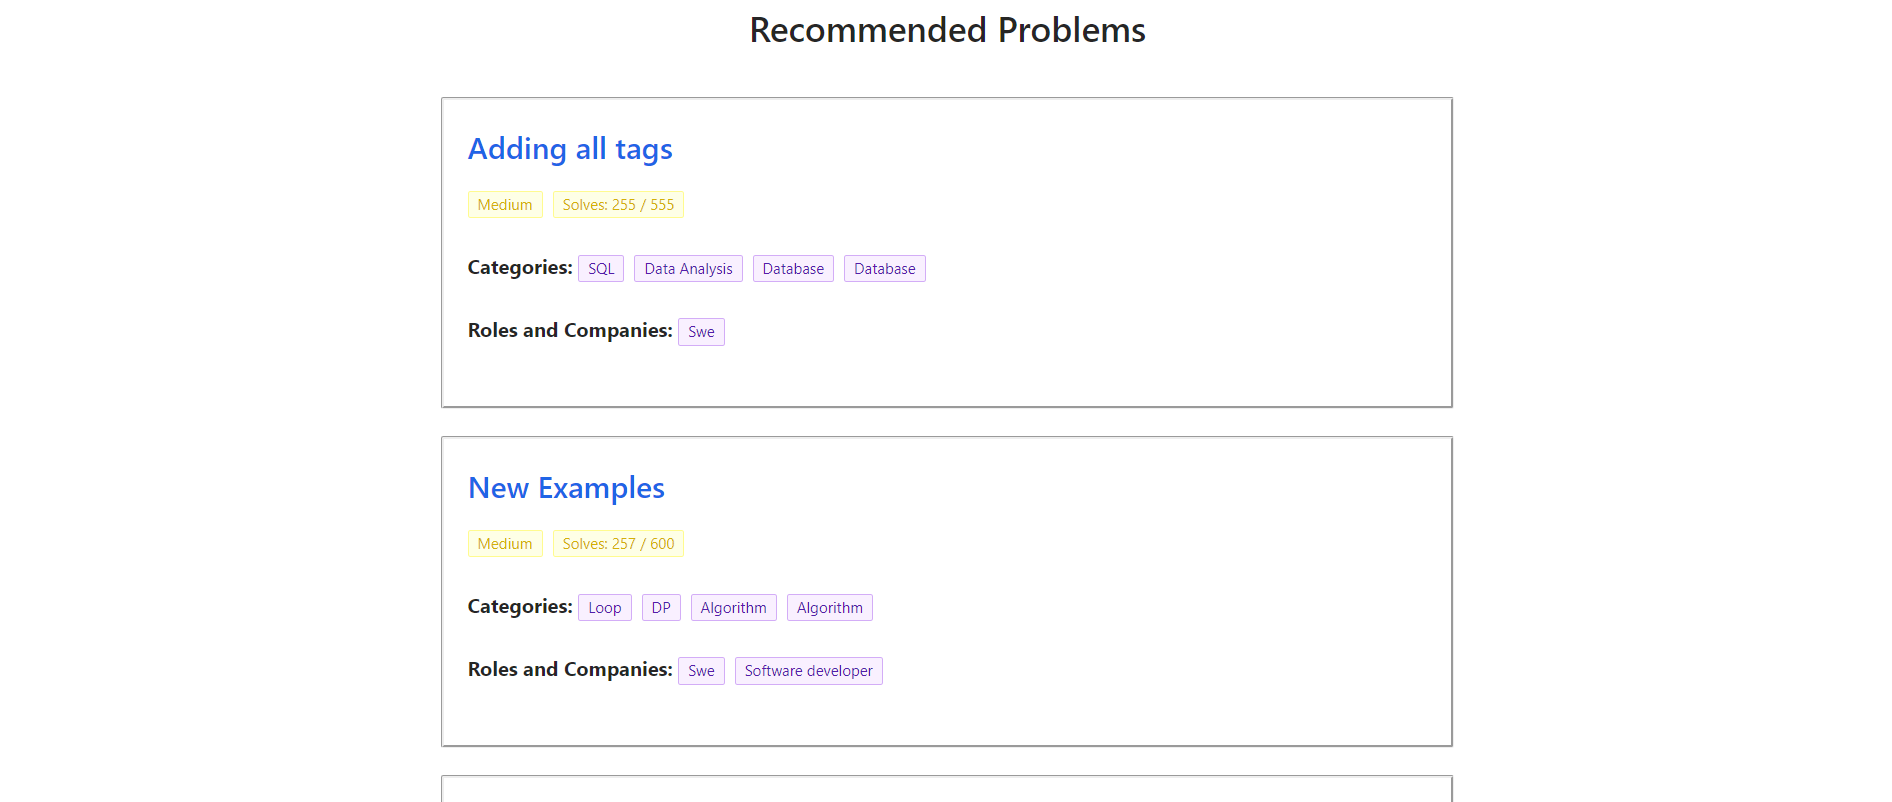 Recommended Problems
Adding all tags
Medium Solves: 255 / 555
Categories: SQL Data Analysis Database Database
Roles and Companies: Swe
New Examples
Medium Solves: 257 / 600
Categories: Loop DP Algorithm Algorithm
Roles and Companies: Swe Software developer